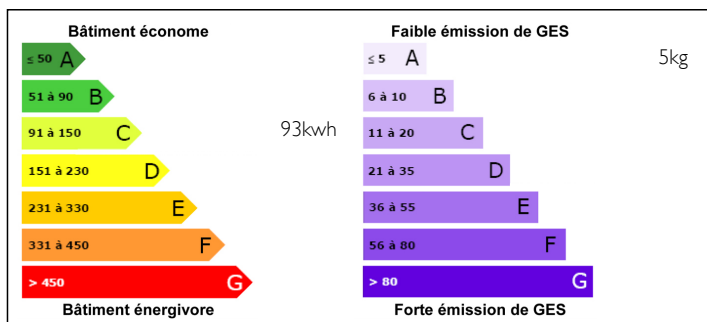 Bâtiment économe
≤ 50 A
51 à 90 B
91 à 150 C
93kwh
151 à 230 D
231 à 330 E
331 à 450 F
> 450 G
Bâtiment énergivore
Faible émission de GES
≤ 5 A
5kg
6 à 10 B
11 à 20 C
21 à 35 D
36 à 55 E
56 à 80 F
> 80 G
Forte émission de GES